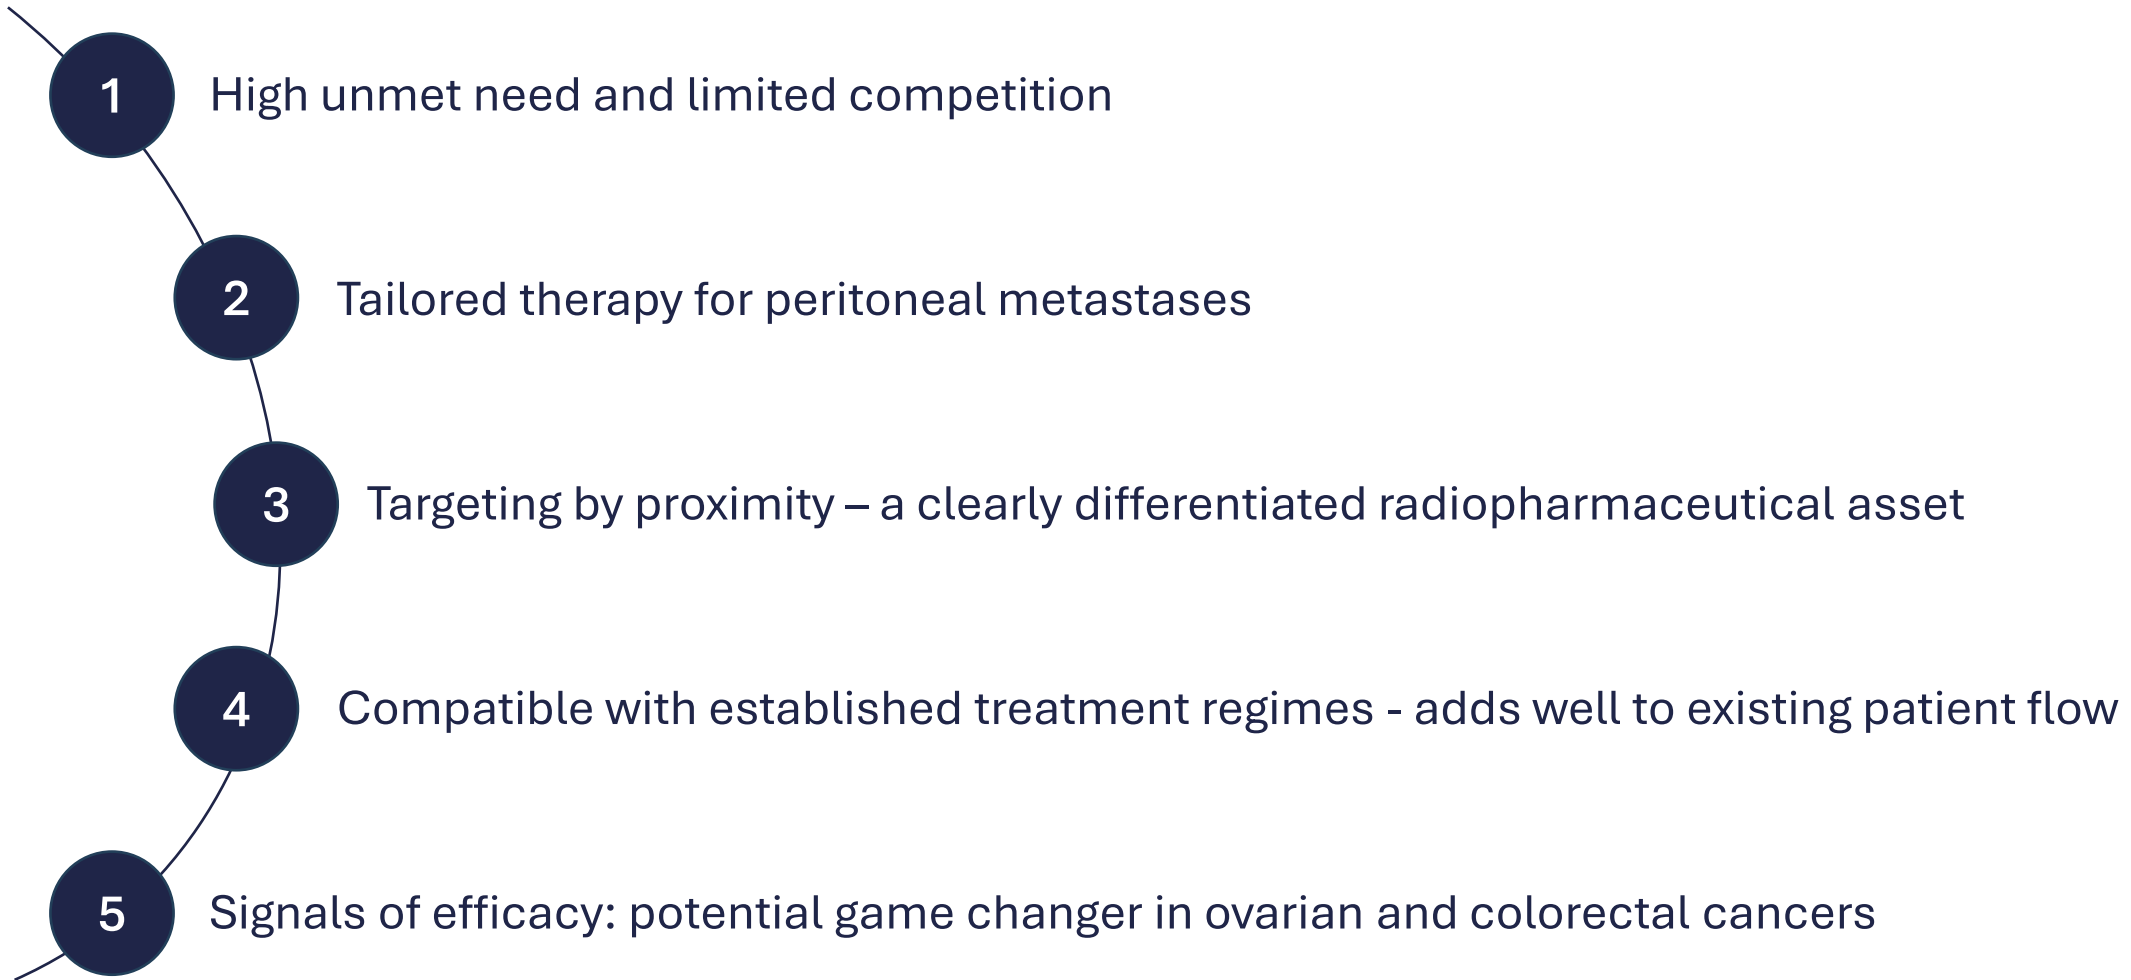 1 High unmet need and limited competition
2 Tailored therapy for peritoneal metastases
3 Targeting by proximity – a clearly differentiated radiopharmaceutical asset
4 Compatible with established treatment regimes - adds well to existing patient flow
5 Signals of efficacy: potential game changer in ovarian and colorectal cancers